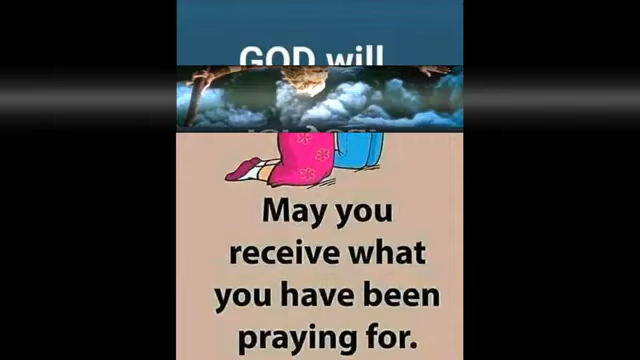 GOD will
May you
receive what
you have been
praying for.